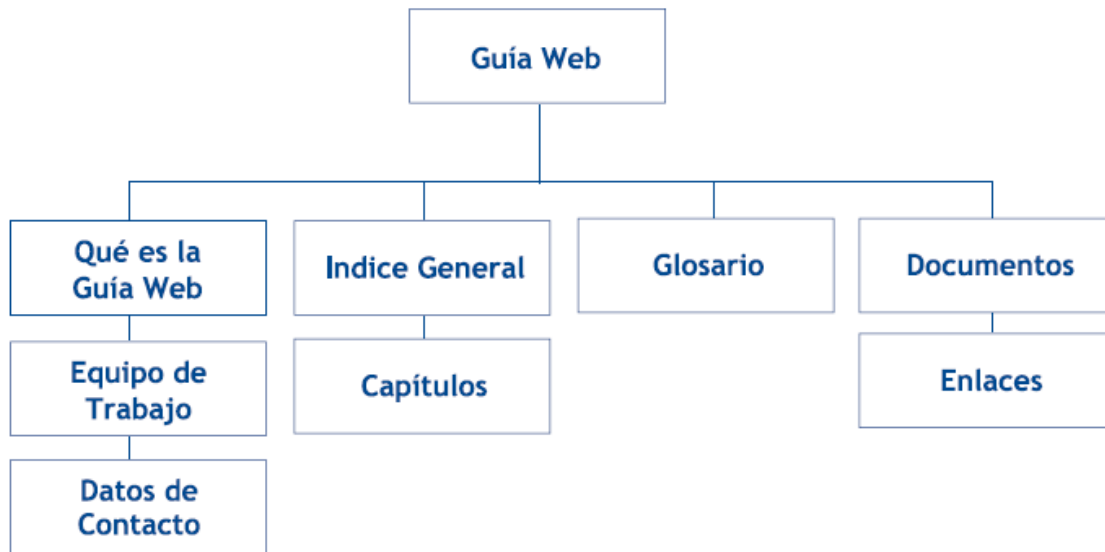 Guía Web
Qué es la
Guía Web
Indice General
Glosario
Documentos
Equipo de
Trabajo
Capítulos
Enlaces
Datos de
Contacto